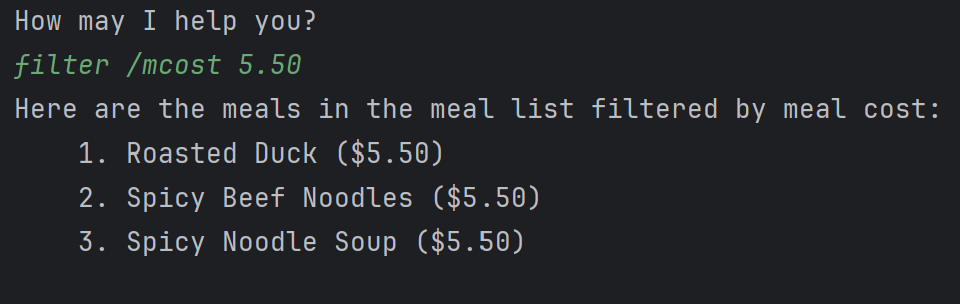 How may I help you?
filter /mcost 5.50
Here are the meals in the meal list filtered by meal cost:
1. Roasted Duck ($5.50)
2. Spicy Beef Noodles ($5.50)
3. Spicy Noodle Soup ($5.50)